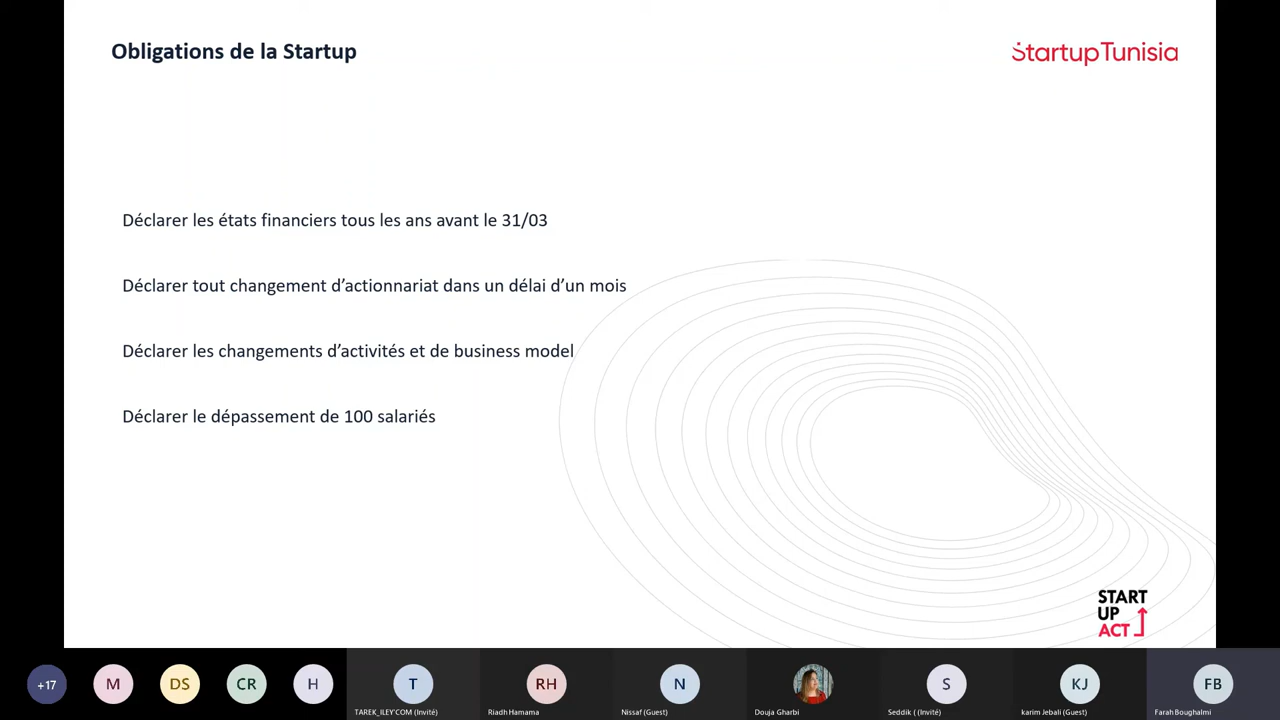 Obligations de la Startup
StartupTunisia
Déclarer les états financiers tous les ans avant le 31/03
Déclarer tout changement d’actionnariat dans un délai d’un mois
Déclarer les changements d’activités et de business model
Déclarer le dépassement de 100 salariés
START
UP
ACT
+17
M
DS
CR
H
T
RH
N
S
KJ
FB
TAREK_ILEY'COM (Invité)
Riadh Hamama
Nissaf (Guest)
Douja Gharbi
Seddik ( (Invité)
karim Jebali (Guest)
Farah Boughalmi